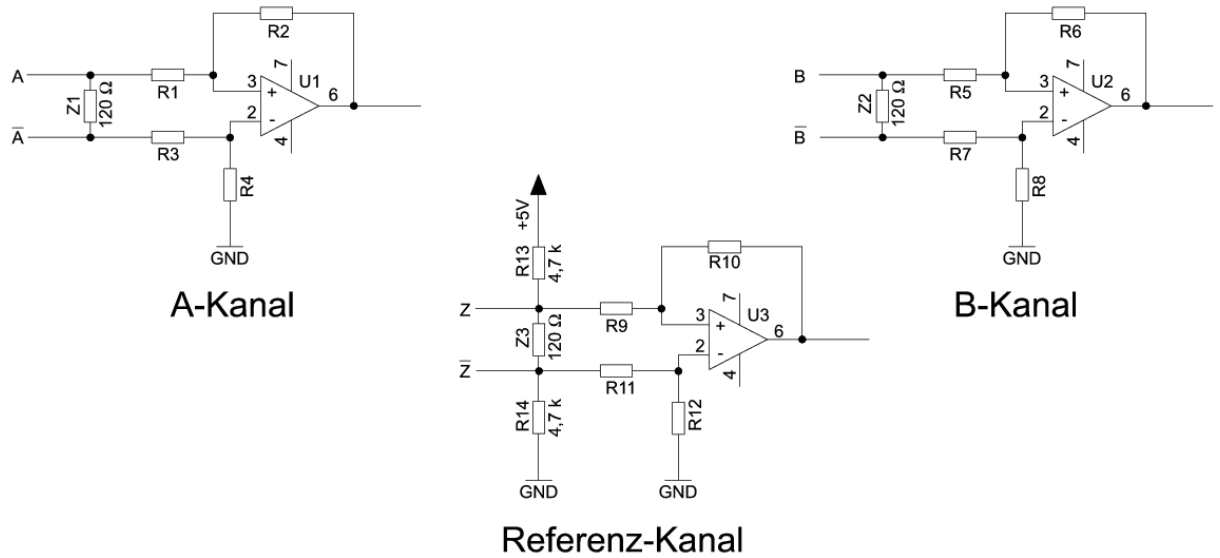 R2
A
R1
3
+
7
U1
6
Z1
120 Ω
2
-
4
A̅
R3
R4
GND
A-Kanal
R6
B
R5
3
+
7
U2
6
Z2
120 Ω
2
-
4
B̅
R7
R8
GND
B-Kanal
+5V
R13
4,7 k
R10
Z
R9
3
+
7
U3
6
Z3
120 Ω
2
-
4
Z̅
R11
R14
4,7 k
R12
GND
GND
Referenz-Kanal